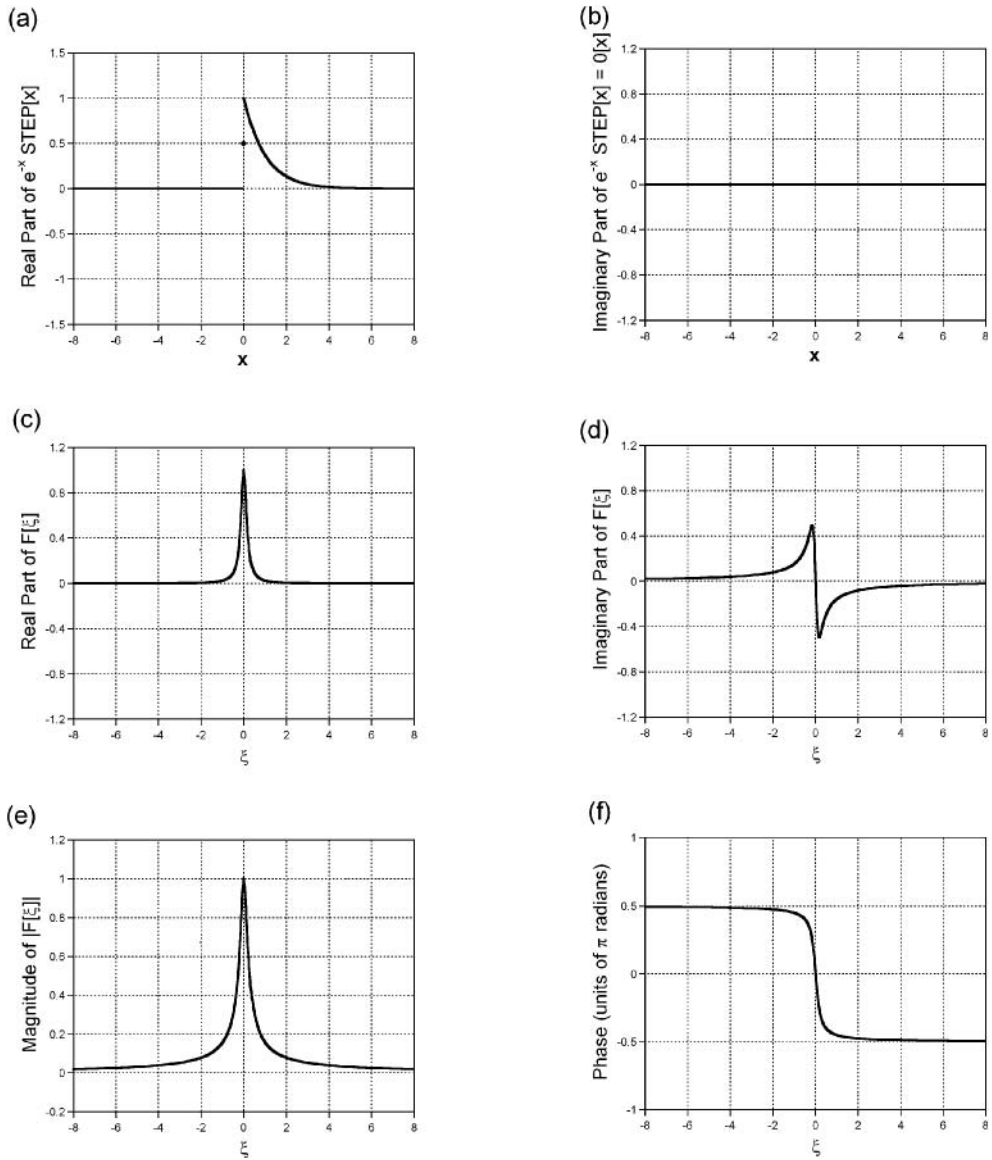 (a)
Real Part of e⁻ˣ STEP[x]
1.5
1
0.5
0
-0.5
-1
-1.5
-8 -6 -4 -2 0 2 4 6 8
x
(b)
Imaginary Part of e⁻ˣ STEP[x] = 0[x]
1.2
0.8
0.4
0
-0.4
-0.8
-1.2
-8 -6 -4 -2 0 2 4 6 8
x
(c)
Real Part of F[ξ]
1.2
0.8
0.4
0
-0.4
-0.8
-1.2
-8 -6 -4 -2 0 2 4 6 8
ξ
(d)
Imaginary Part of F[ξ]
1.2
0.8
0.4
0
-0.4
-0.8
-1.2
-8 -6 -4 -2 0 2 4 6 8
ξ
(e)
Magnitude of |F[ξ]|
1.2
1
0.8
0.6
0.4
0.2
0
-0.2
-8 -6 -4 -2 0 2 4 6 8
ξ
(f)
Phase (units of π radians)
1
0.5
0
-0.5
-1
-8 -6 -4 -2 0 2 4 6 8
ξ